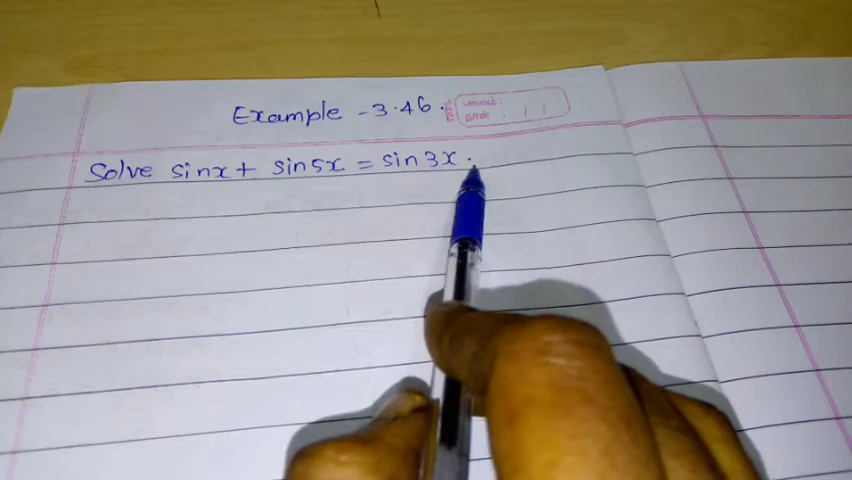 Example - 3.46.
Solve sinx + sin5x = sin3x.